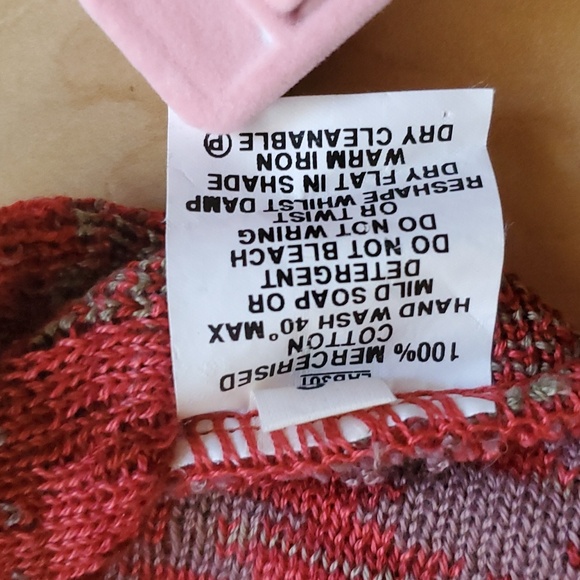 100% MERCERISED
COTTON
HAND WASH 40° MAX
MILD SOAP OR
DETERGENT
DO NOT BLEACH
DO NOT WRING
OR TWIST
RESHAPE WHILST DAMP
DRY FLAT IN SHADE
WARM IRON
DRY CLEANABLE Ⓟ